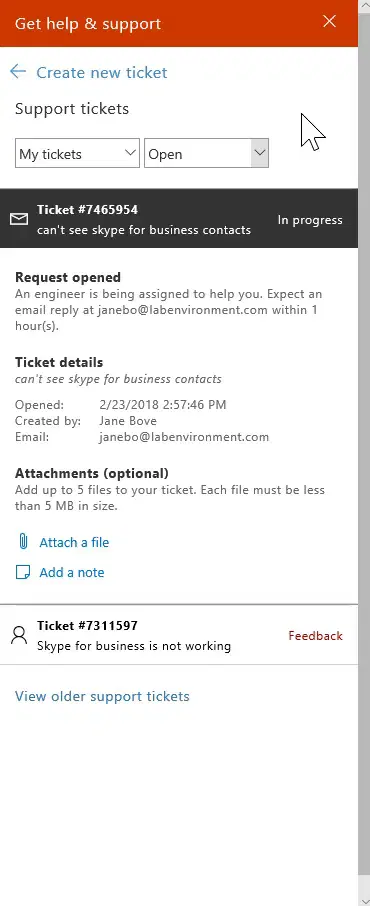 Get help & support
Create new ticket
Support tickets
My tickets
Open
Ticket #7465954
can't see skype for business contacts
In progress
Request opened
An engineer is being assigned to help you. Expect an
email reply at janebo@labenvironment.com within 1
hour(s).
Ticket details
can't see skype for business contacts
Opened: 2/23/2018 2:57:46 PM
Created by: Jane Bove
Email: janebo@labenvironment.com
Attachments (optional)
Add up to 5 files to your ticket. Each file must be less
than 5 MB in size.
Attach a file
Add a note
Ticket #7311597
Skype for business is not working
Feedback
View older support tickets